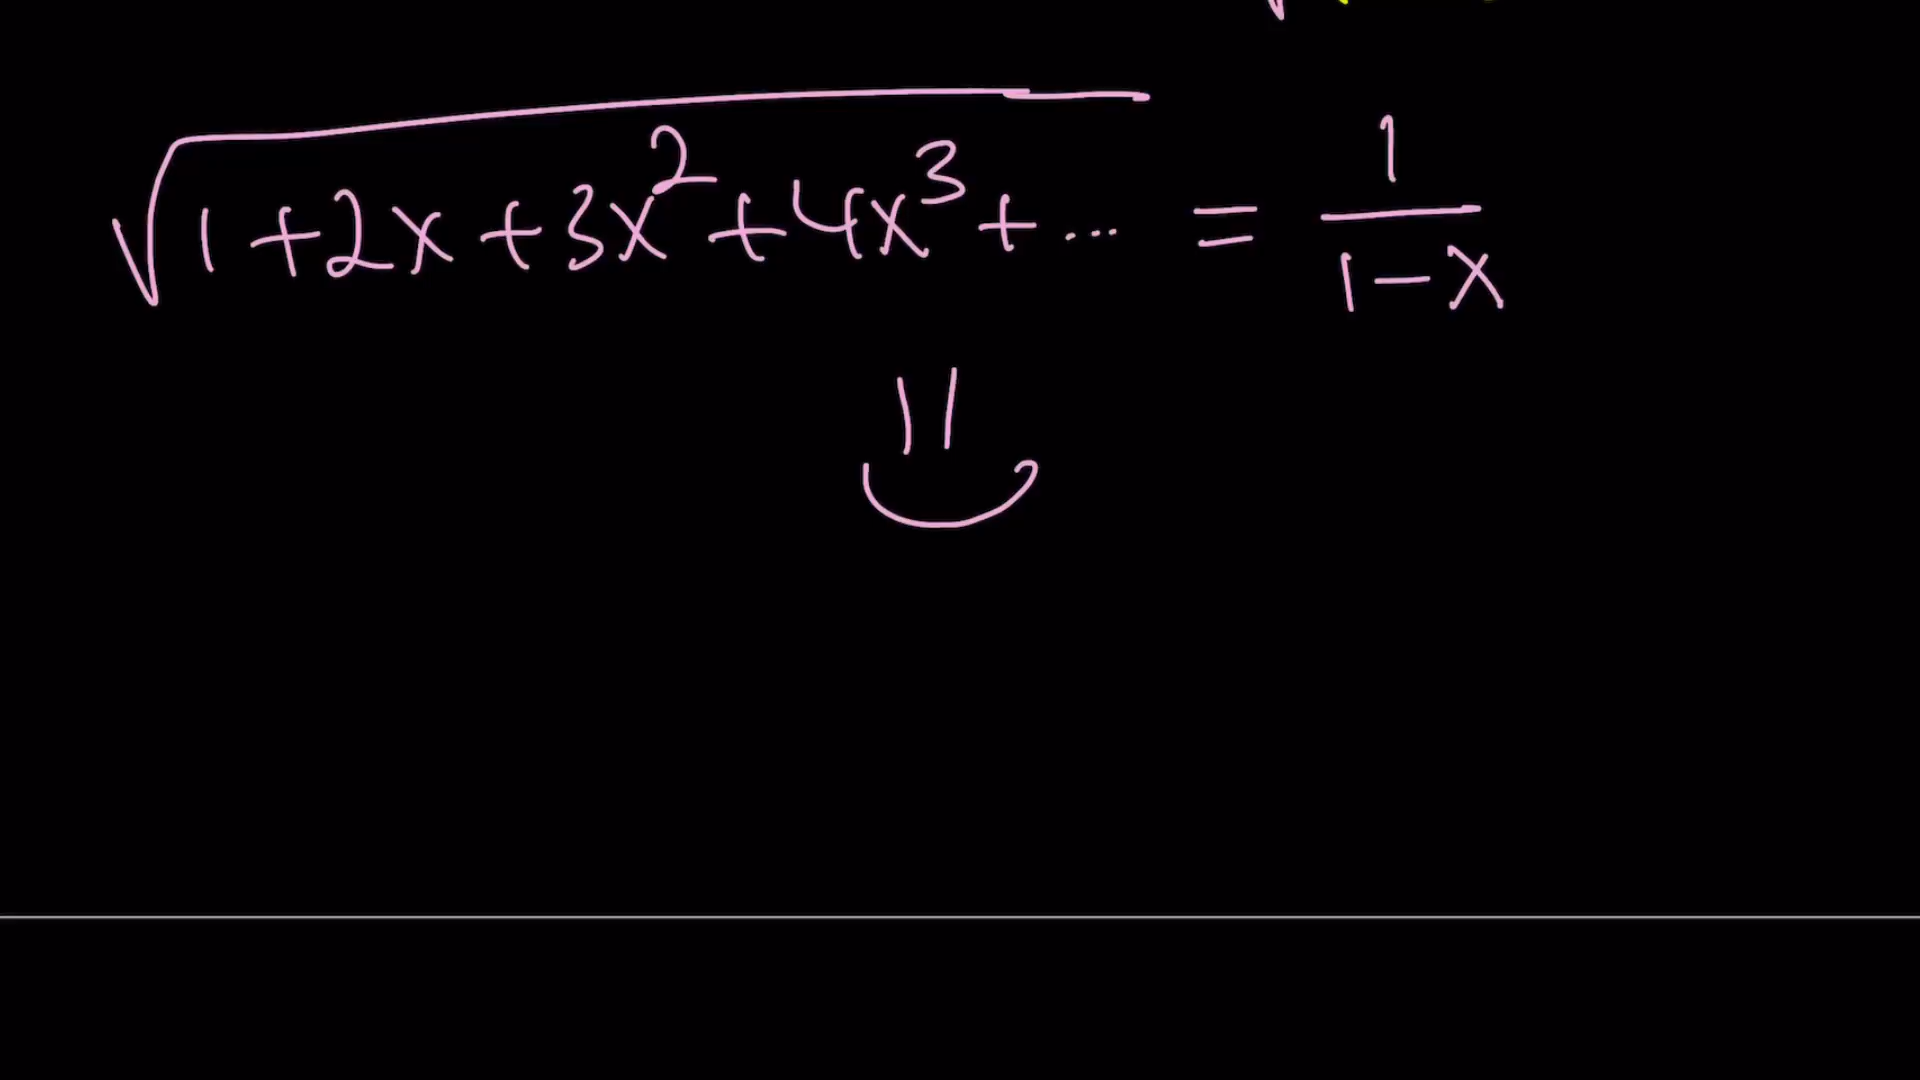 √(1+2x+3x²+4x³+...) = 1/(1-x)